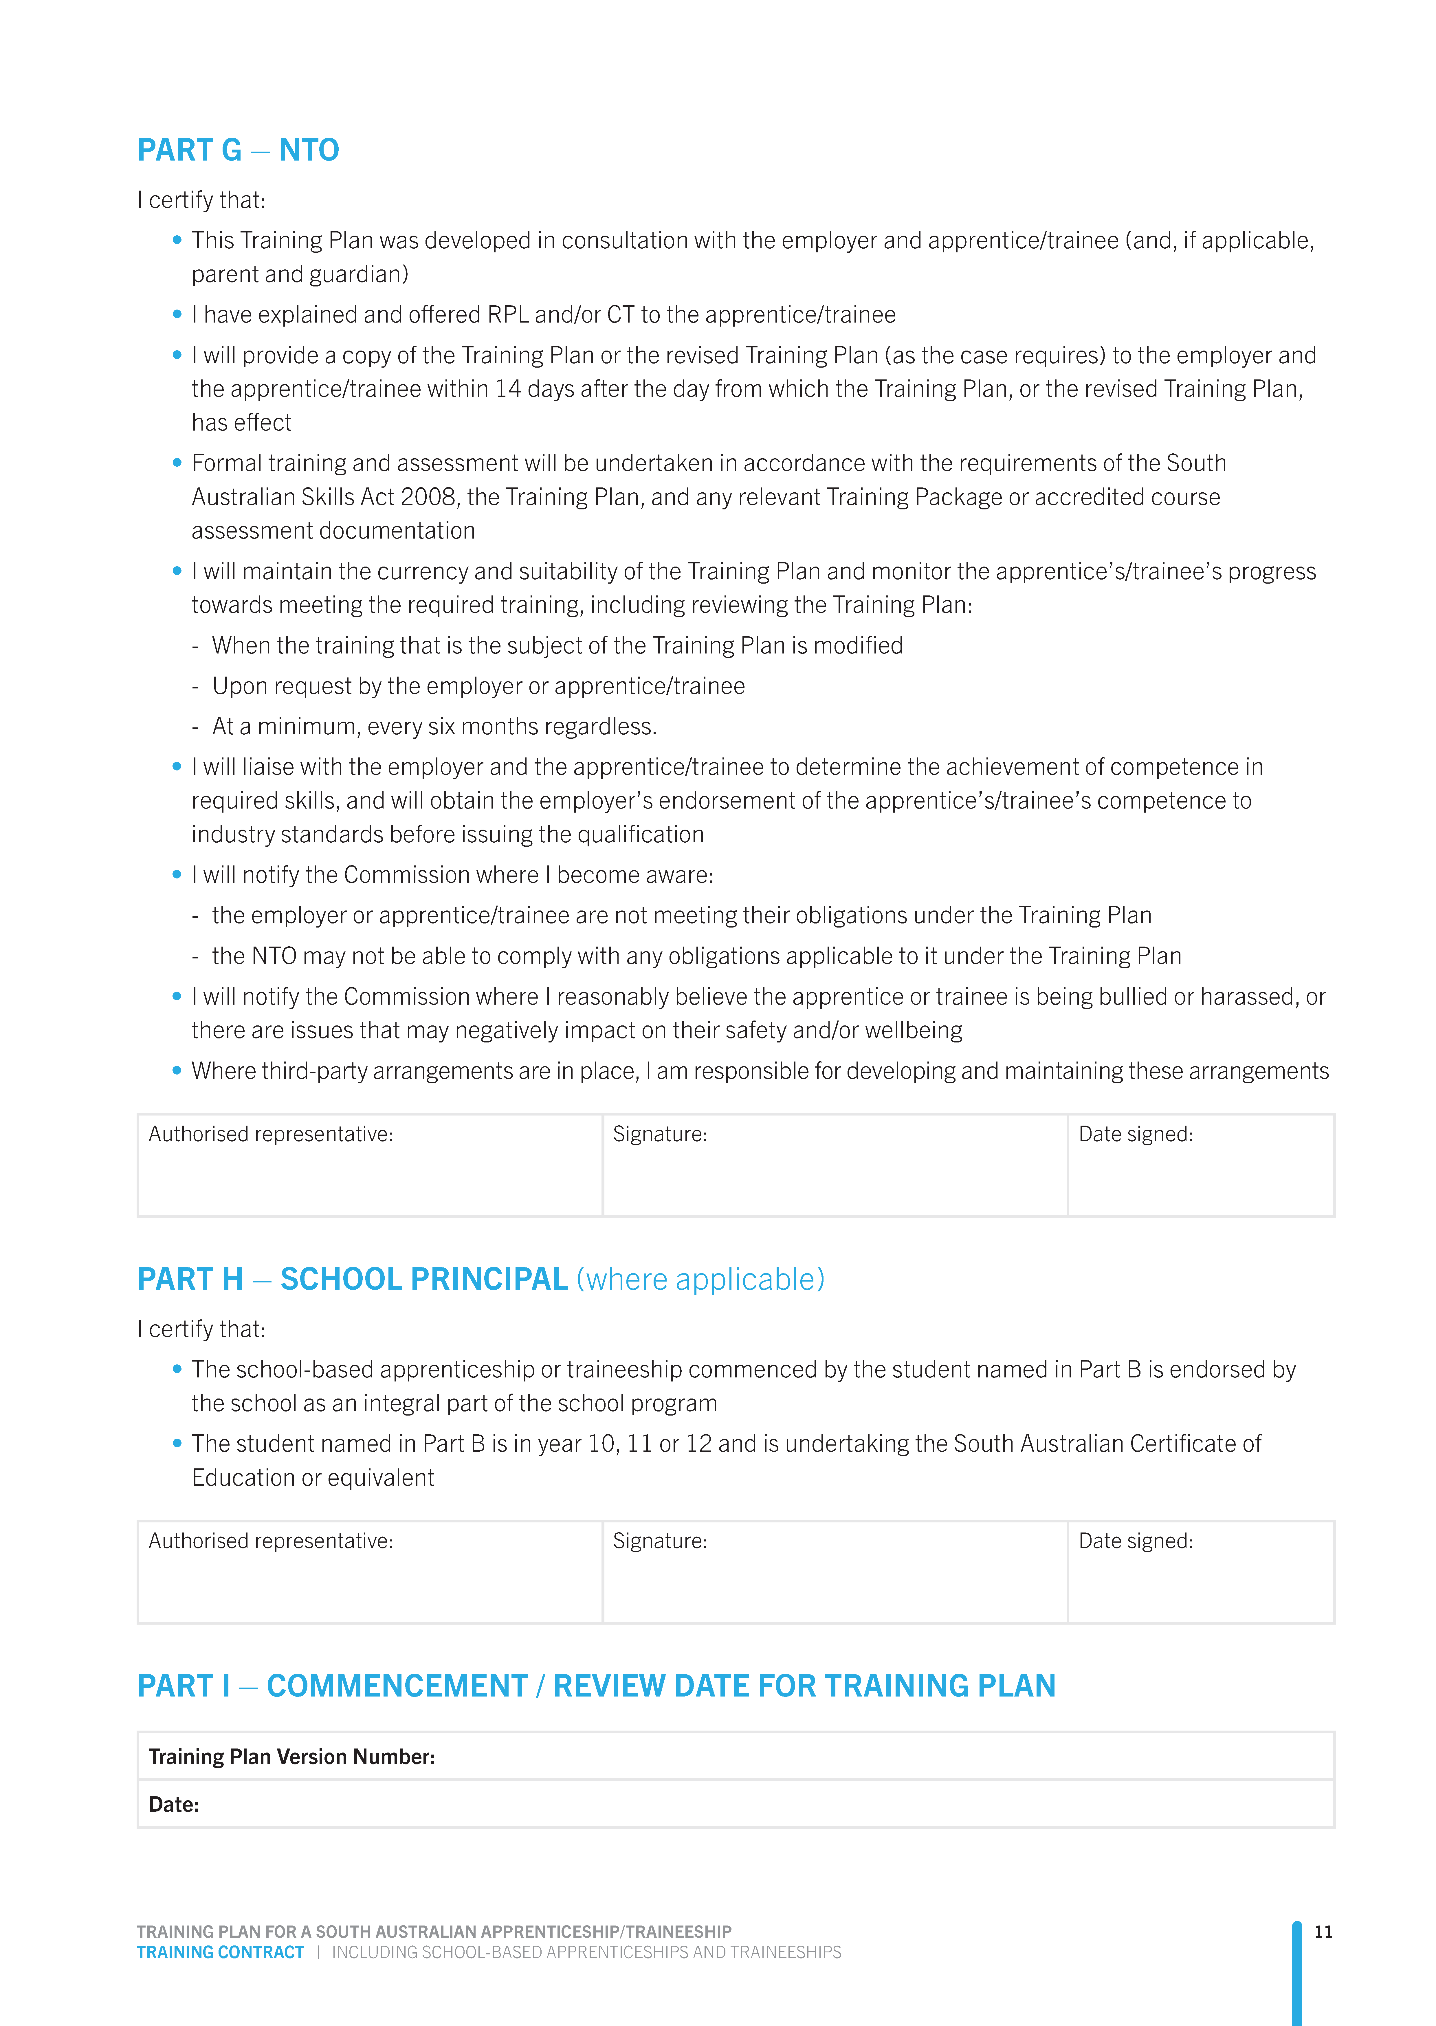 PART G – NTO
I certify that:
• This Training Plan was developed in consultation with the employer and apprentice/trainee (and, if applicable,
parent and guardian)
• I have explained and offered RPL and/or CT to the apprentice/trainee
• I will provide a copy of the Training Plan or the revised Training Plan (as the case requires) to the employer and
the apprentice/trainee within 14 days after the day from which the Training Plan, or the revised Training Plan,
has effect
• Formal training and assessment will be undertaken in accordance with the requirements of the South
Australian Skills Act 2008, the Training Plan, and any relevant Training Package or accredited course
assessment documentation
• I will maintain the currency and suitability of the Training Plan and monitor the apprentice’s/trainee’s progress
towards meeting the required training, including reviewing the Training Plan:
- When the training that is the subject of the Training Plan is modified
- Upon request by the employer or apprentice/trainee
- At a minimum, every six months regardless.
• I will liaise with the employer and the apprentice/trainee to determine the achievement of competence in
required skills, and will obtain the employer’s endorsement of the apprentice’s/trainee’s competence to
industry standards before issuing the qualification
• I will notify the Commission where I become aware:
- the employer or apprentice/trainee are not meeting their obligations under the Training Plan
- the NTO may not be able to comply with any obligations applicable to it under the Training Plan
• I will notify the Commission where I reasonably believe the apprentice or trainee is being bullied or harassed, or
there are issues that may negatively impact on their safety and/or wellbeing
• Where third-party arrangements are in place, I am responsible for developing and maintaining these arrangements
Authorised representative: Signature: Date signed:
PART H – SCHOOL PRINCIPAL (where applicable)
I certify that:
• The school-based apprenticeship or traineeship commenced by the student named in Part B is endorsed by
the school as an integral part of the school program
• The student named in Part B is in year 10, 11 or 12 and is undertaking the South Australian Certificate of
Education or equivalent
Authorised representative: Signature: Date signed:
PART I – COMMENCEMENT / REVIEW DATE FOR TRAINING PLAN
Training Plan Version Number:
Date:
TRAINING PLAN FOR A SOUTH AUSTRALIAN APPRENTICESHIP/TRAINEESHIP
TRAINING CONTRACT | INCLUDING SCHOOL-BASED APPRENTICESHIPS AND TRAINEESHIPS
11